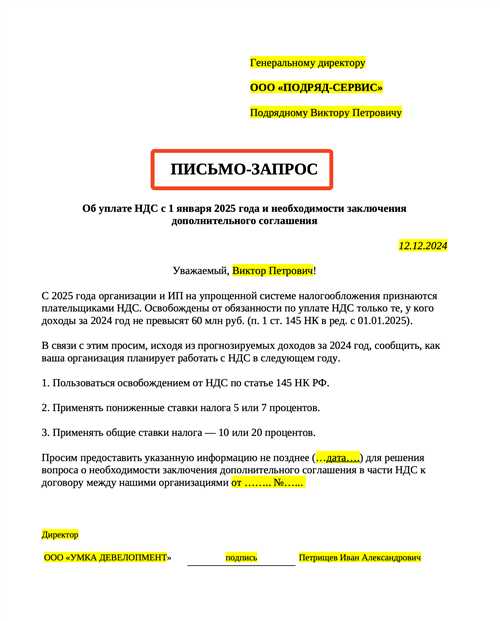 Генеральному директору
ООО «ПОДРЯД-СЕРВИС»
Подрядному Виктору Петровичу
ПИСЬМО-ЗАПРОС
Об уплате НДС с 1 января 2025 года и необходимости заключения
дополнительного соглашения
12.12.2024
Уважаемый, Виктор Петрович!
С 2025 года организации и ИП на упрощенной системе налогообложения признаются
плательщиками НДС. Освобождены от обязанности по уплате НДС только те, у кого
доходы за 2024 год не превысят 60 млн руб. (п. 1 ст. 145 НК в ред. с 01.01.2025).
В связи с этим просим, исходя из прогнозируемых доходов за 2024 год, сообщить, как
ваша организация планирует работать с НДС в следующем году.
1. Пользоваться освобождением от НДС по статье 145 НК РФ.
2. Применять пониженные ставки налога 5 или 7 процентов.
3. Применять общие ставки налога — 10 или 20 процентов.
Просим предоставить указанную информацию не позднее (…дата….) для решения
вопроса о необходимости заключения дополнительного соглашения в части НДС к
договору между нашими организациями от …….. №…...
Директор
ООО «УМКА ДЕВЕЛОПМЕНТ» подпись Петрищев Иван Александрович